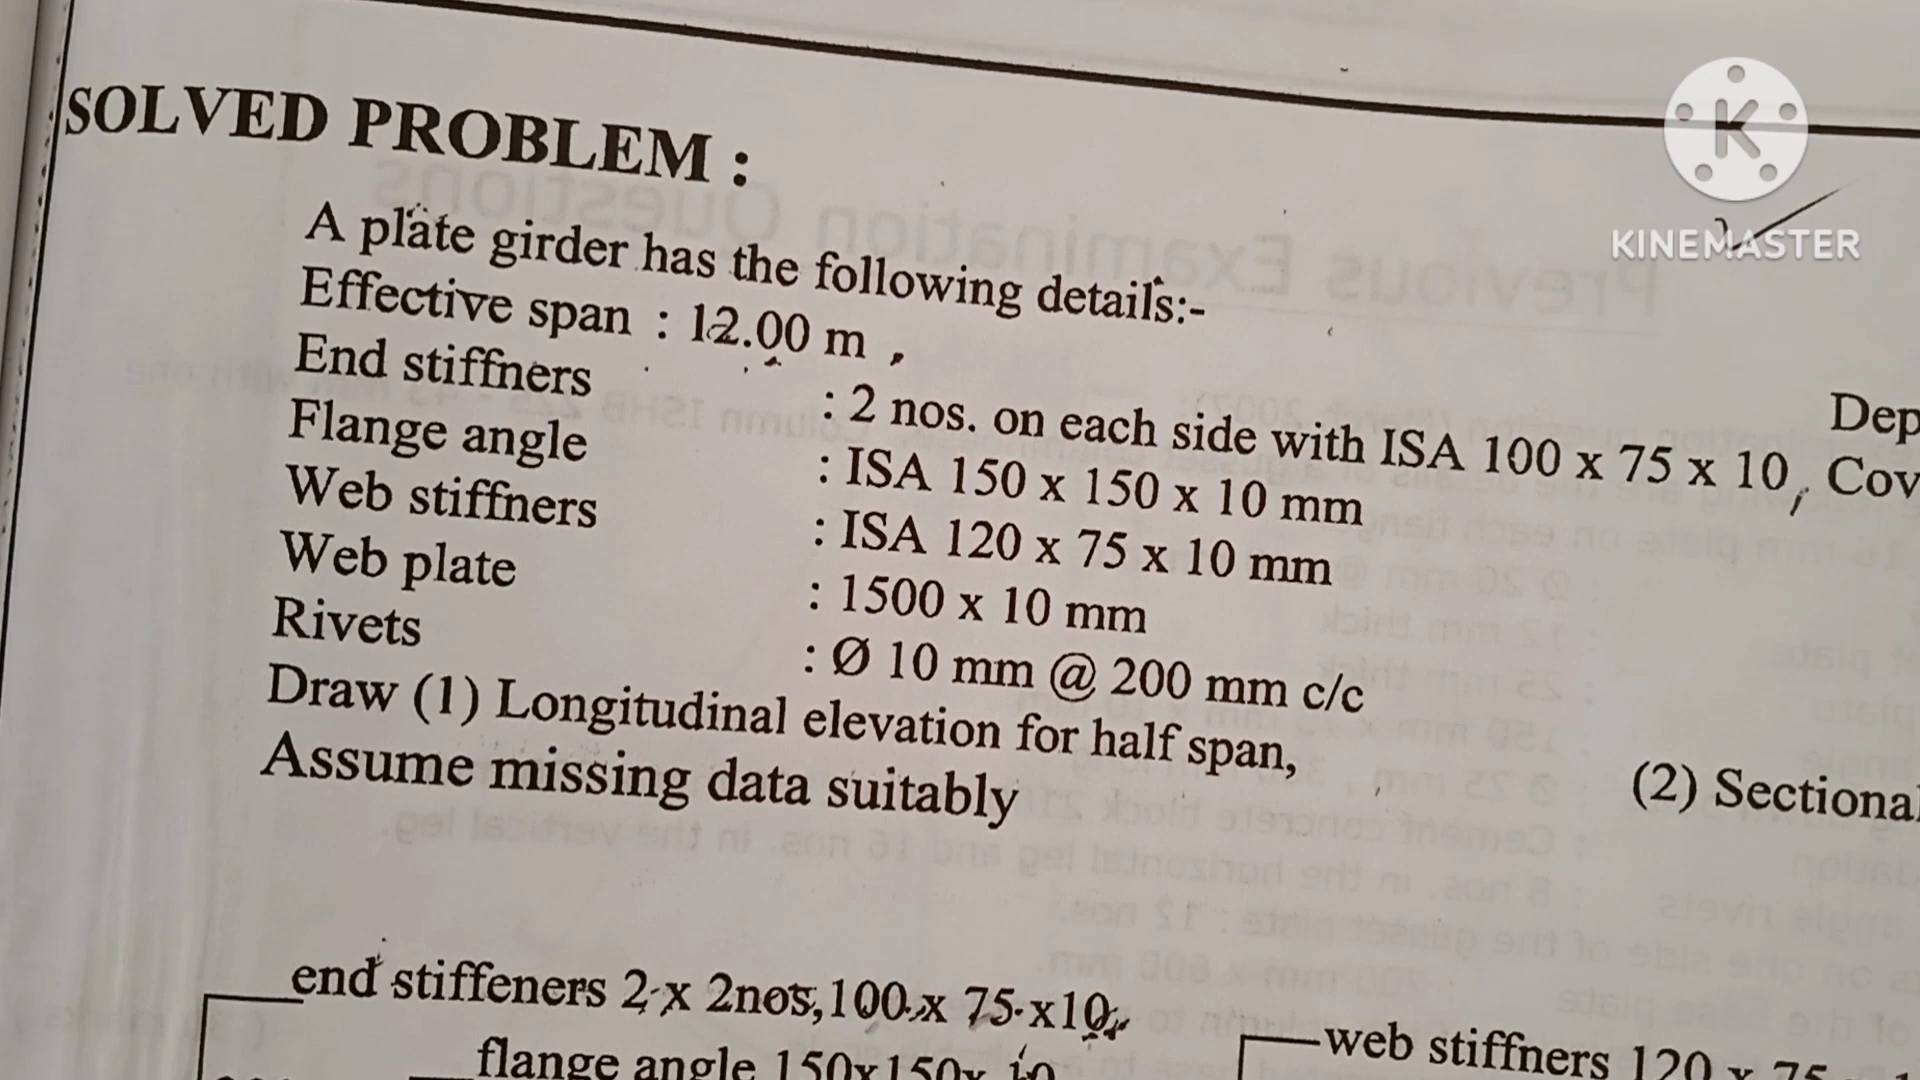 SOLVED PROBLEM :
KINEMASTER
A plate girder has the following details:-
Effective span : 12.00 m ,
Dep
End stiffners : 2 nos. on each side with ISA 100 x 75 x 10, Cov
Flange angle : ISA 150 x 150 x 10 mm
Web stiffners : ISA 120 x 75 x 10 mm
Web plate : 1500 x 10 mm
Rivets : Ø 10 mm @ 200 mm c/c
Draw (1) Longitudinal elevation for half span, (2) Sectional
Assume missing data suitably
end stiffeners 2 x 2nos,100 x 75 x10
flange angle 150x150x 10
web stiffners 120 x 75